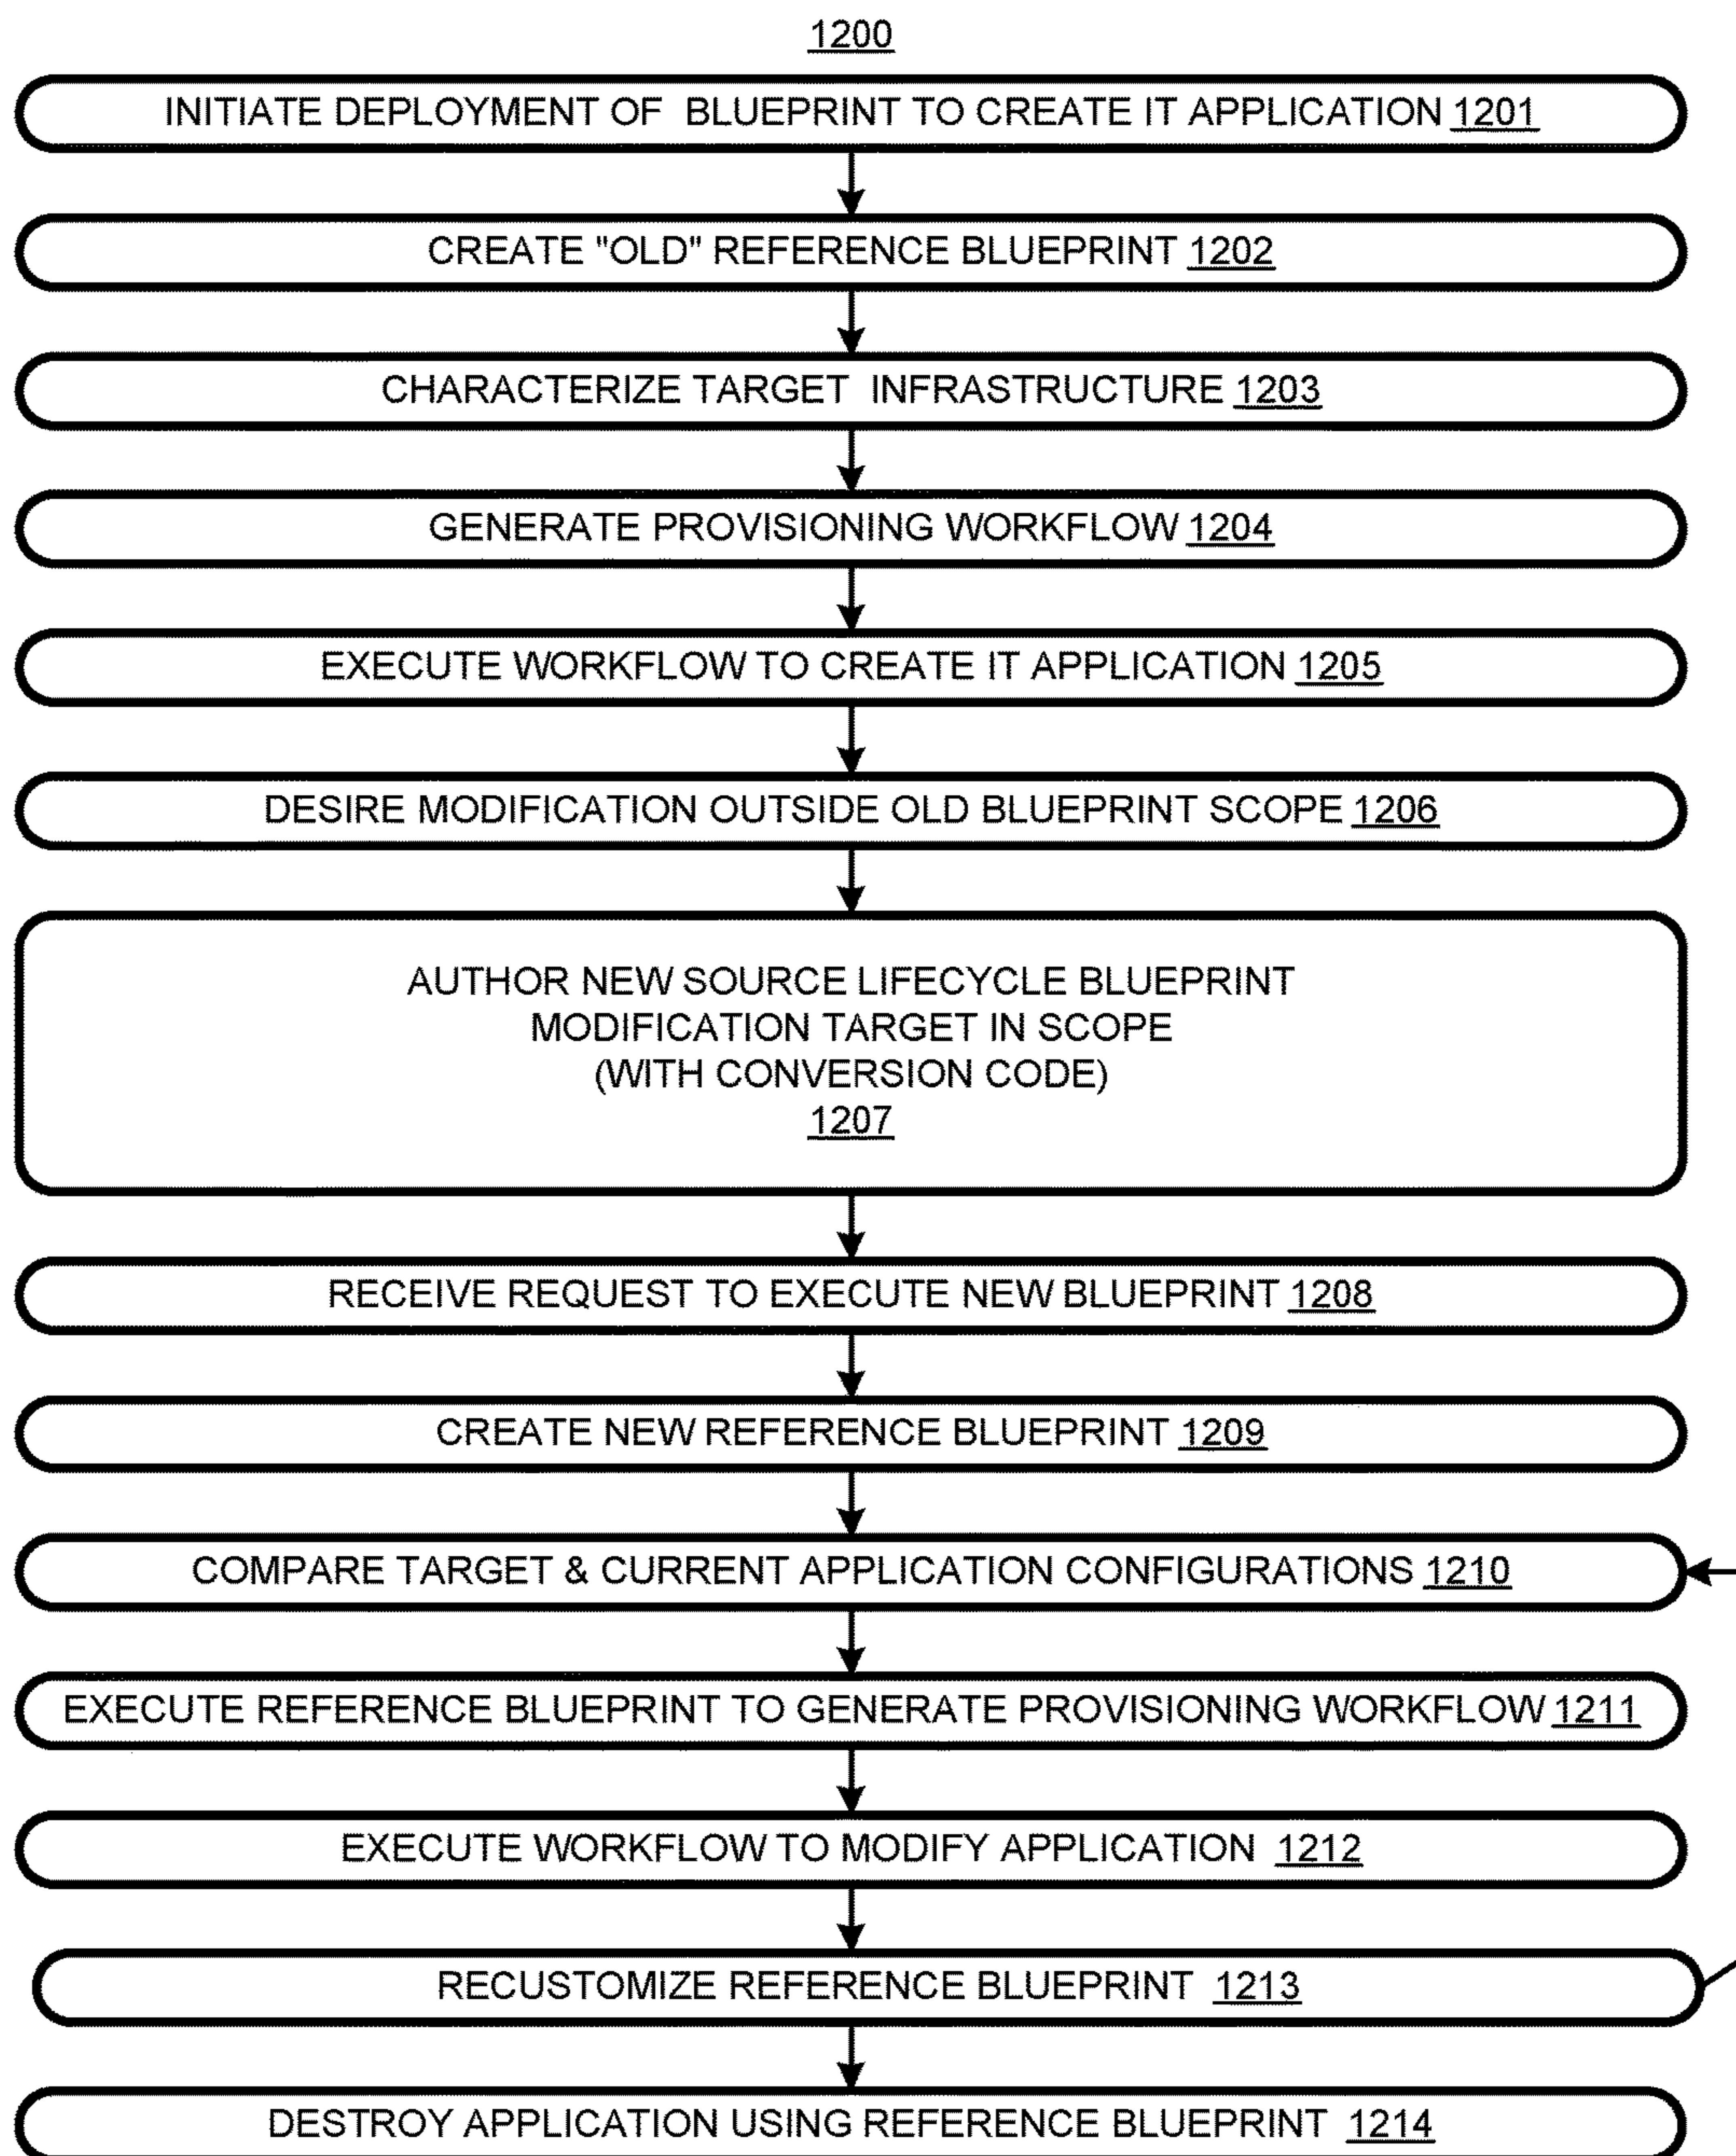 1200
INITIATE DEPLOYMENT OF BLUEPRINT TO CREATE IT APPLICATION 1201
CREATE "OLD" REFERENCE BLUEPRINT 1202
CHARACTERIZE TARGET INFRASTRUCTURE 1203
GENERATE PROVISIONING WORKFLOW 1204
EXECUTE WORKFLOW TO CREATE IT APPLICATION 1205
DESIRE MODIFICATION OUTSIDE OLD BLUEPRINT SCOPE 1206
AUTHOR NEW SOURCE LIFECYCLE BLUEPRINT
MODIFICATION TARGET IN SCOPE
(WITH CONVERSION CODE)
1207
RECEIVE REQUEST TO EXECUTE NEW BLUEPRINT 1208
CREATE NEW REFERENCE BLUEPRINT 1209
COMPARE TARGET & CURRENT APPLICATION CONFIGURATIONS 1210
EXECUTE REFERENCE BLUEPRINT TO GENERATE PROVISIONING WORKFLOW 1211
EXECUTE WORKFLOW TO MODIFY APPLICATION 1212
RECUSTOMIZE REFERENCE BLUEPRINT 1213
DESTROY APPLICATION USING REFERENCE BLUEPRINT 1214